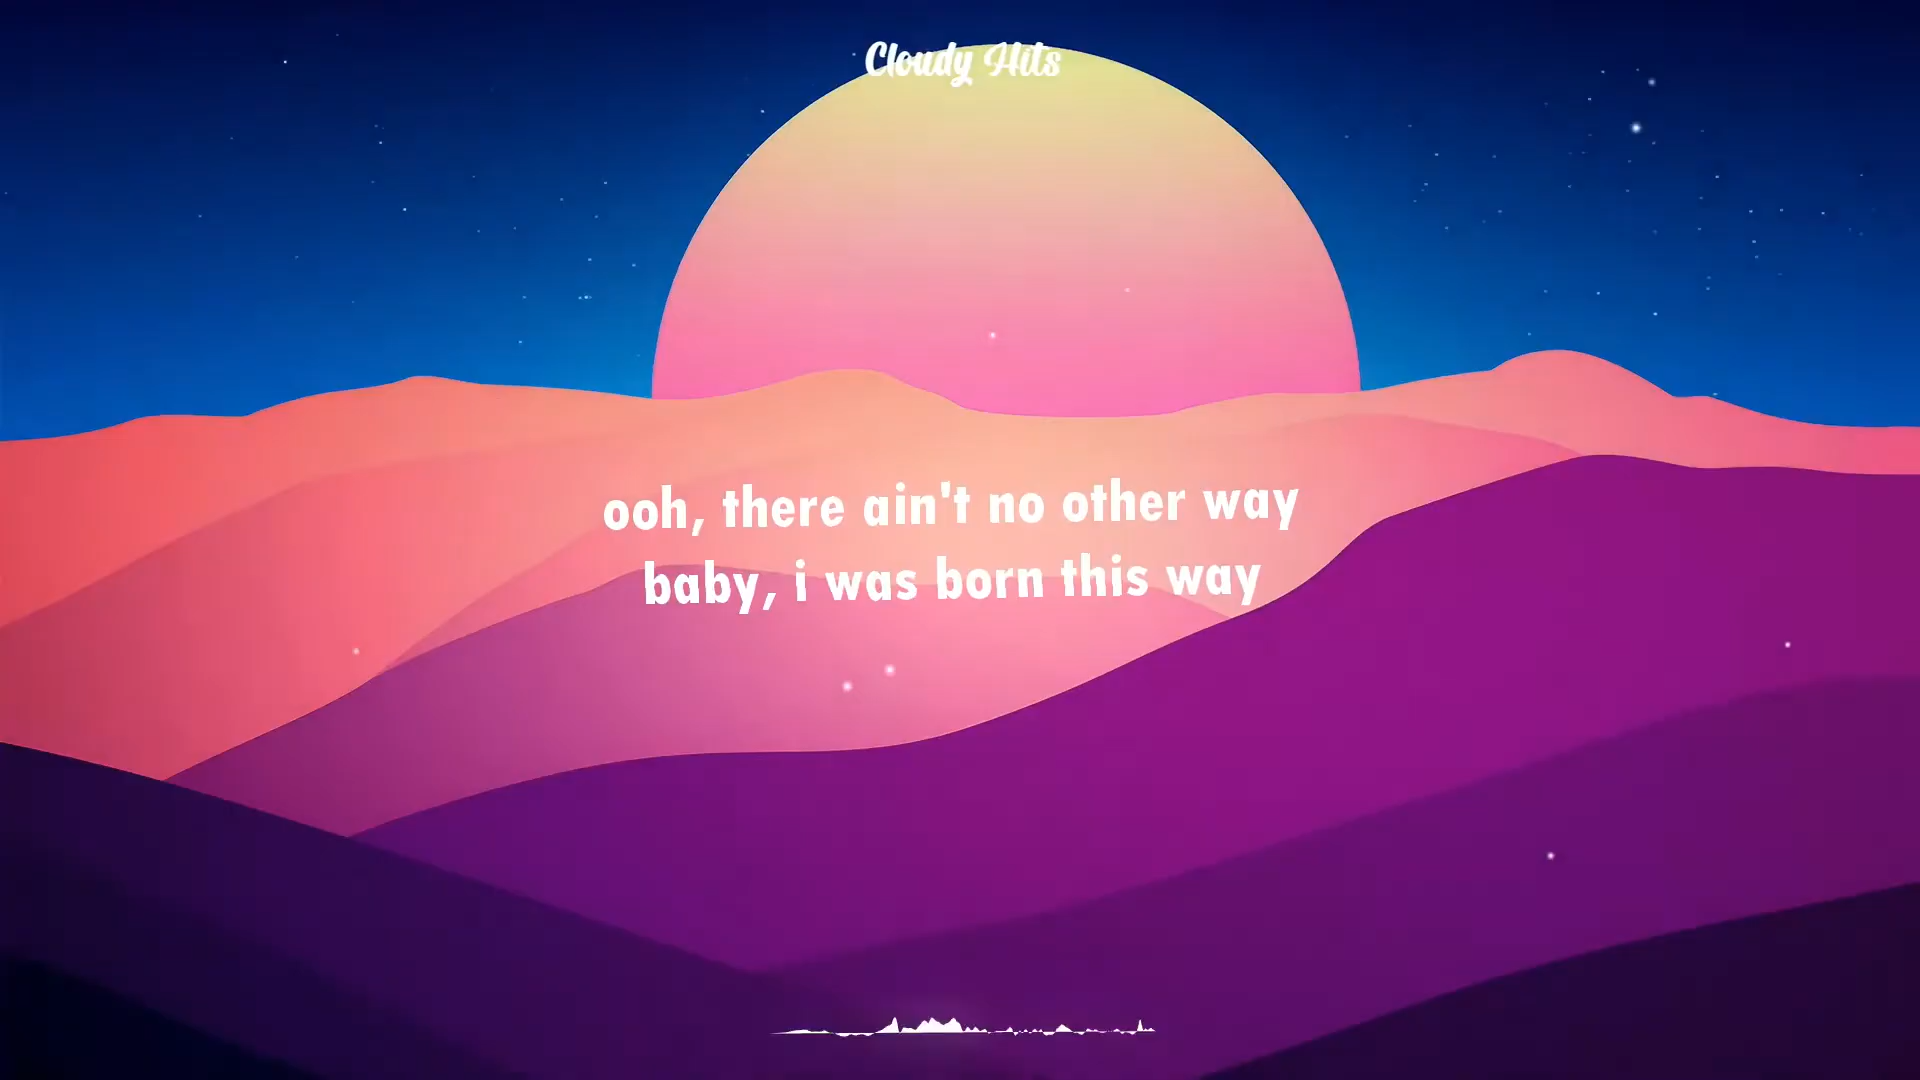 Cloudy Hits
ooh, there ain't no other way
baby, i was born this way